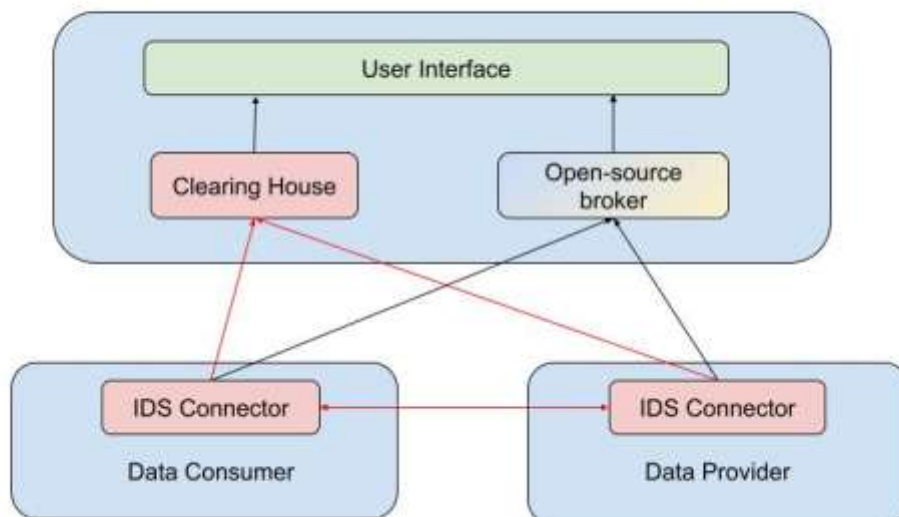 User Interface
Clearing House
Open-source
broker
IDS Connector
IDS Connector
Data Consumer
Data Provider